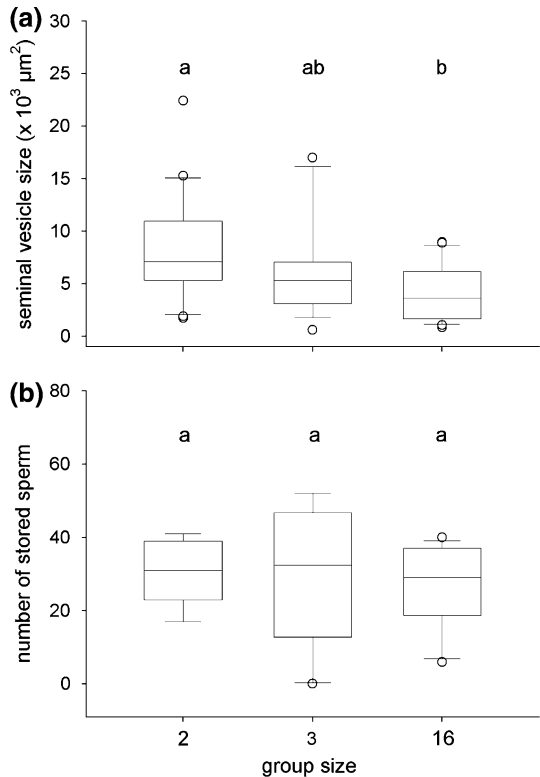 (a)
30
25
20
15
10
5
0
seminal vesicle size (x 10³ µm²)
a ab b
(b)
80
60
40
20
0
number of stored sperm
a a a
2 3 16
group size